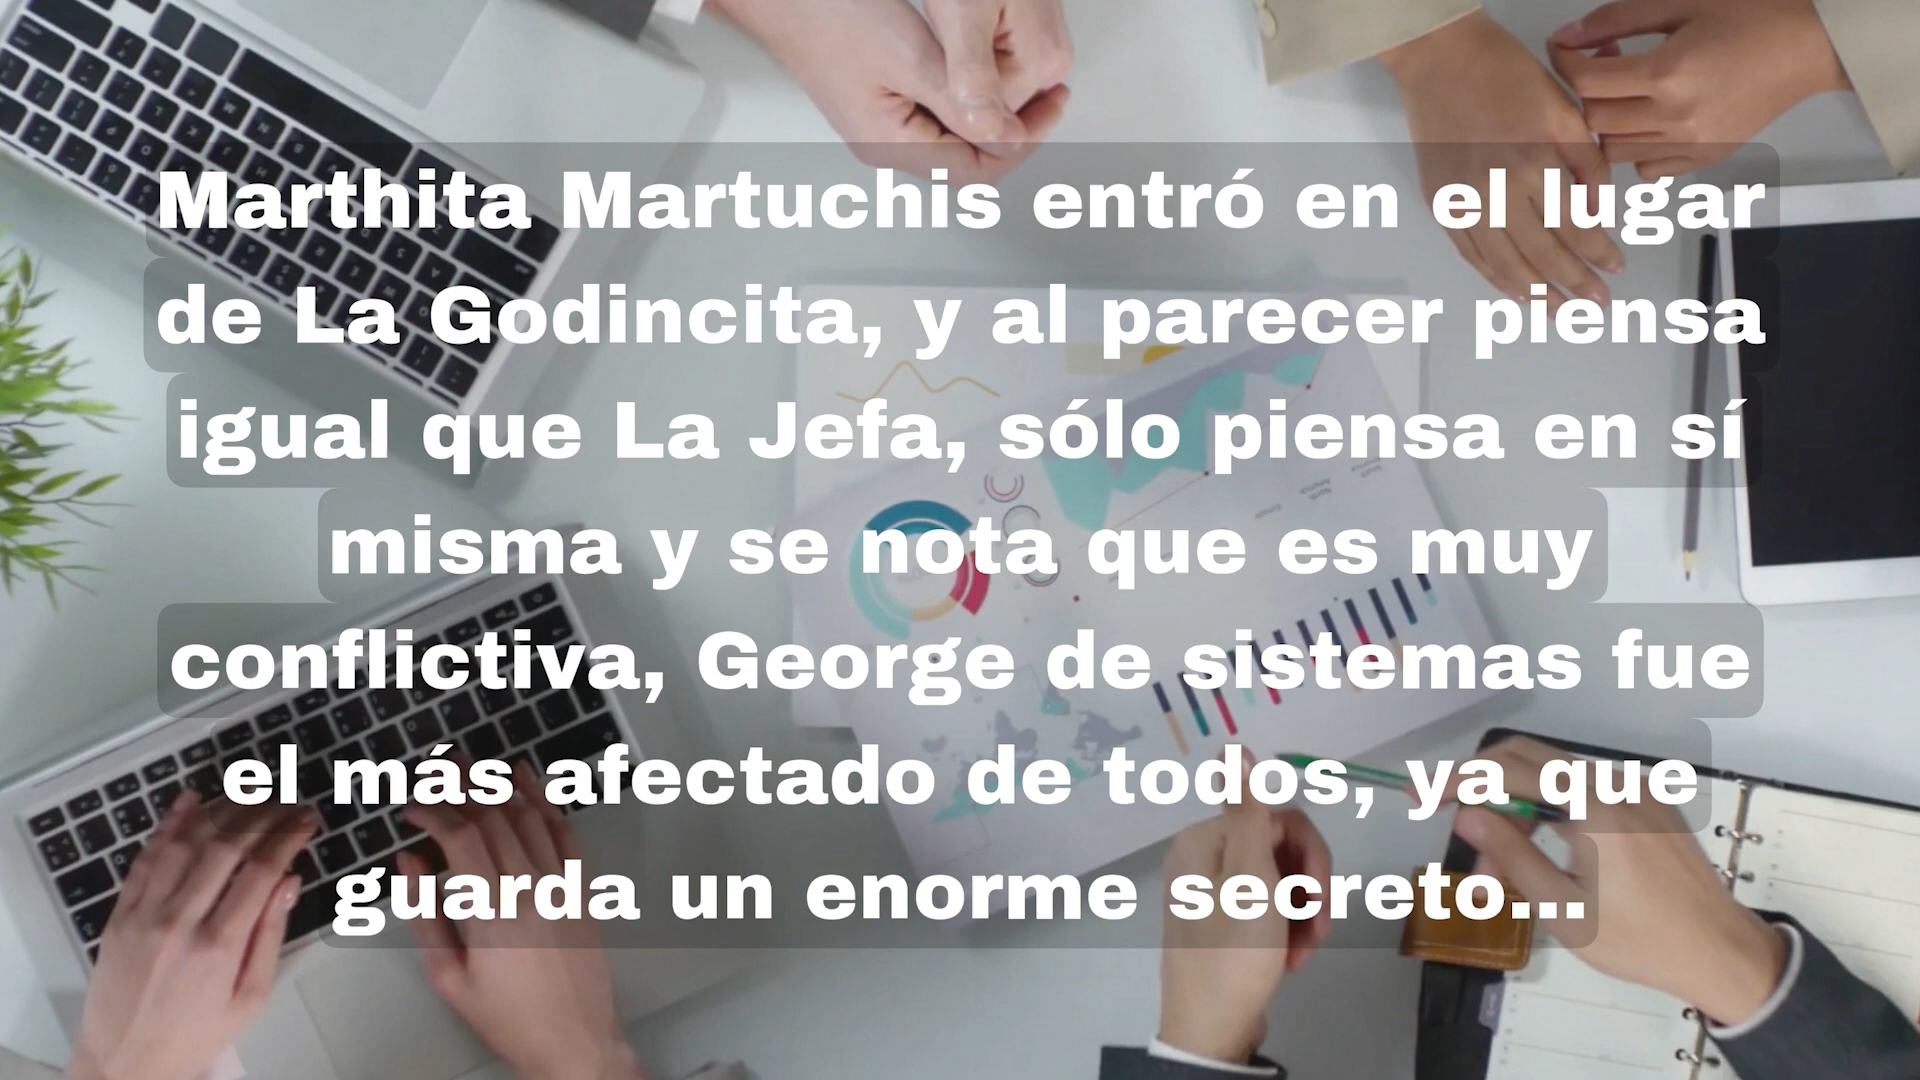 Marthita Martuchis entró en el lugar
de La Godincita, y al parecer piensa
igual que La Jefa, sólo piensa en sí
misma y se nota que es muy
conflictiva, George de sistemas fue
el más afectado de todos, ya que
guarda un enorme secreto...